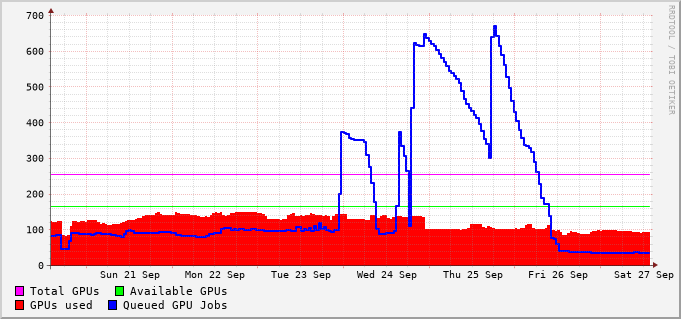 700
600
500
400
300
200
100
0
Sun 21 Sep Mon 22 Sep Tue 23 Sep Wed 24 Sep Thu 25 Sep Fri 26 Sep Sat 27 Sep
Total GPUs Available GPUs
GPUs used Queued GPU Jobs
RRDTOOL / TOBI OETIKER